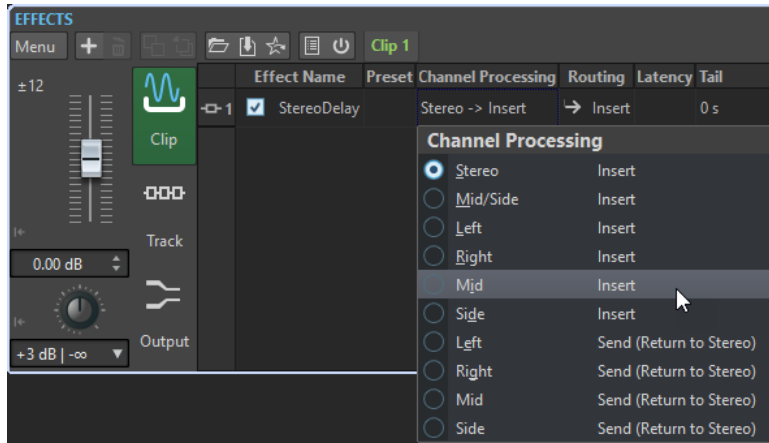 EFFECTS
Menu Clip 1
±12
Effect Name Preset Channel Processing Routing Latency Tail
1 StereoDelay Stereo -> Insert Insert 0 s
Clip
Track
Output
0.00 dB
+3 dB | -∞
Channel Processing
Stereo Insert
Mid/Side Insert
Left Insert
Right Insert
Mid Insert
Side Insert
Left Send (Return to Stereo)
Right Send (Return to Stereo)
Mid Send (Return to Stereo)
Side Send (Return to Stereo)